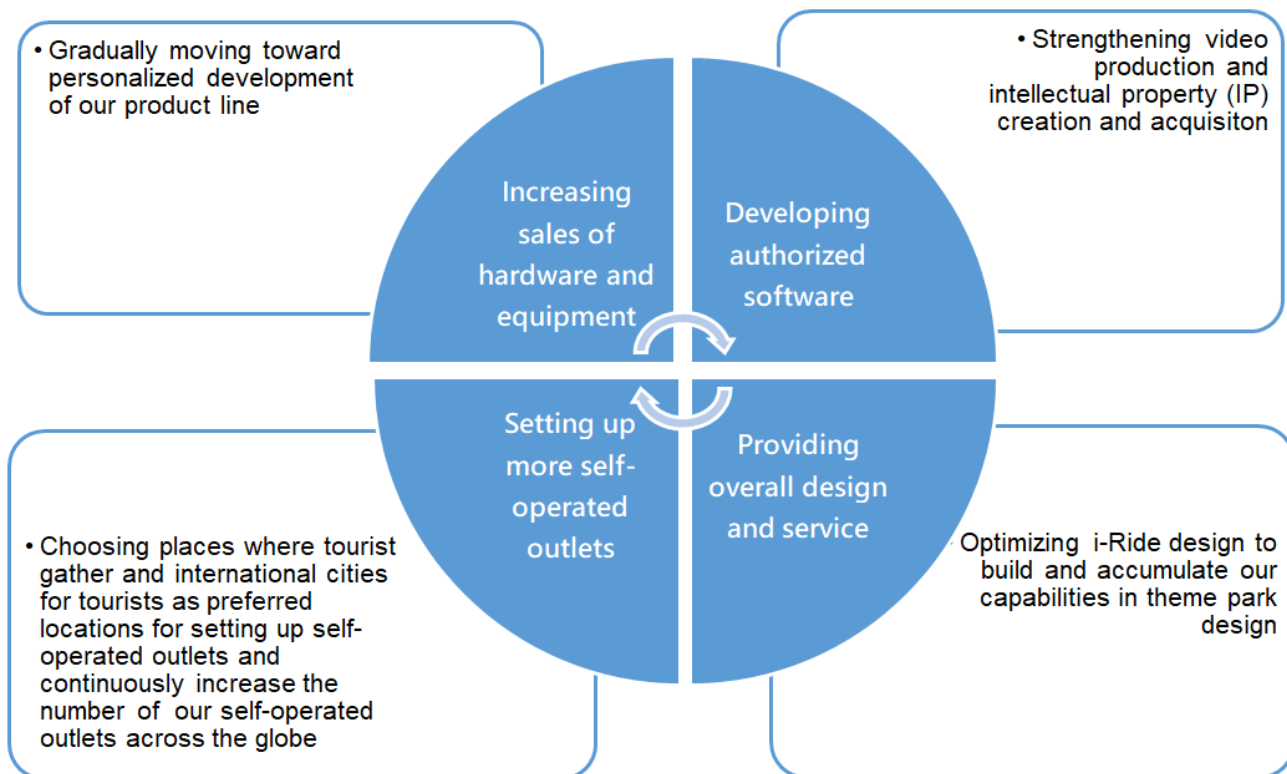 • Gradually moving toward
personalized development
of our product line
• Strengthening video
production and
intellectual property (IP)
creation and acquisiton
Increasing
sales of
hardware and
equipment
Developing
authorized
software
Setting up
more self-
operated
outlets
Providing
overall design
and service
• Choosing places where tourist
gather and international cities
for tourists as preferred
locations for setting up self-
operated outlets and
continuously increase the
number of our self-operated
outlets across the globe
• Optimizing i-Ride design to
build and accumulate our
capabilities in theme park
design